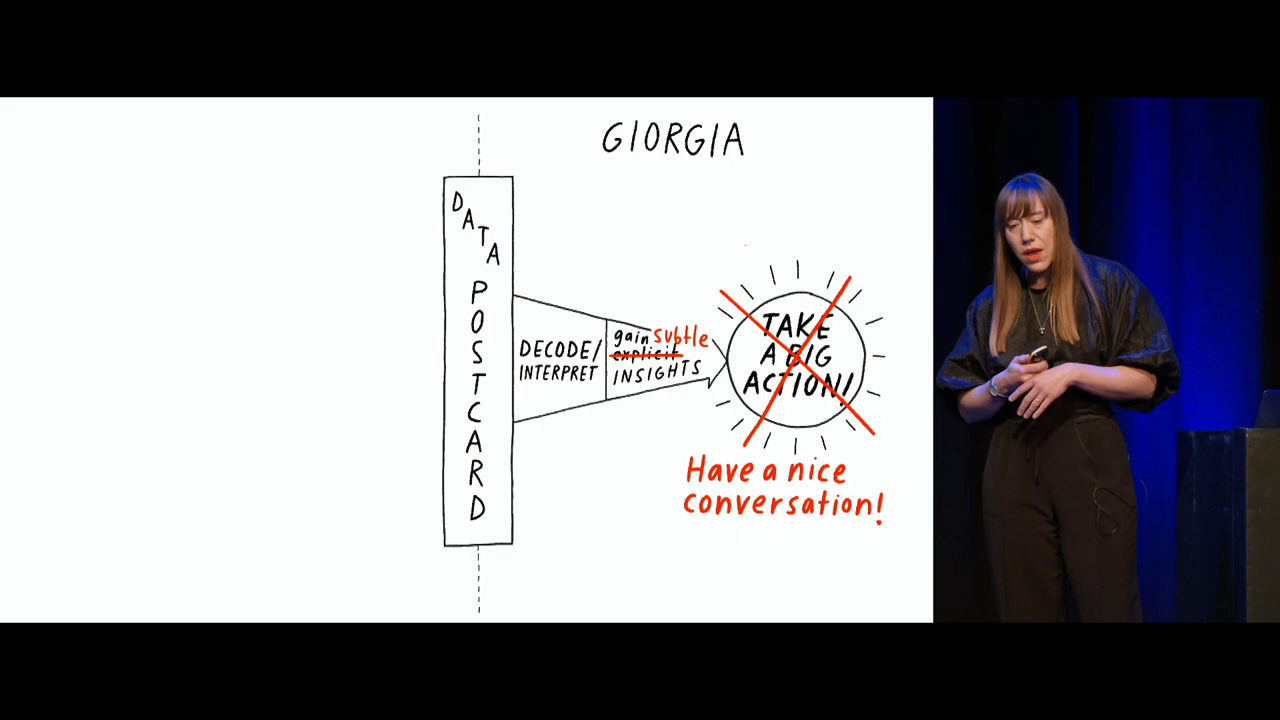 GIORGIA
DATA
POSTCARD
DECODE/
INTERPRET
gain subtle
explicit
INSIGHTS
TAKE
A BIG
ACTION!
Have a nice
conversation!